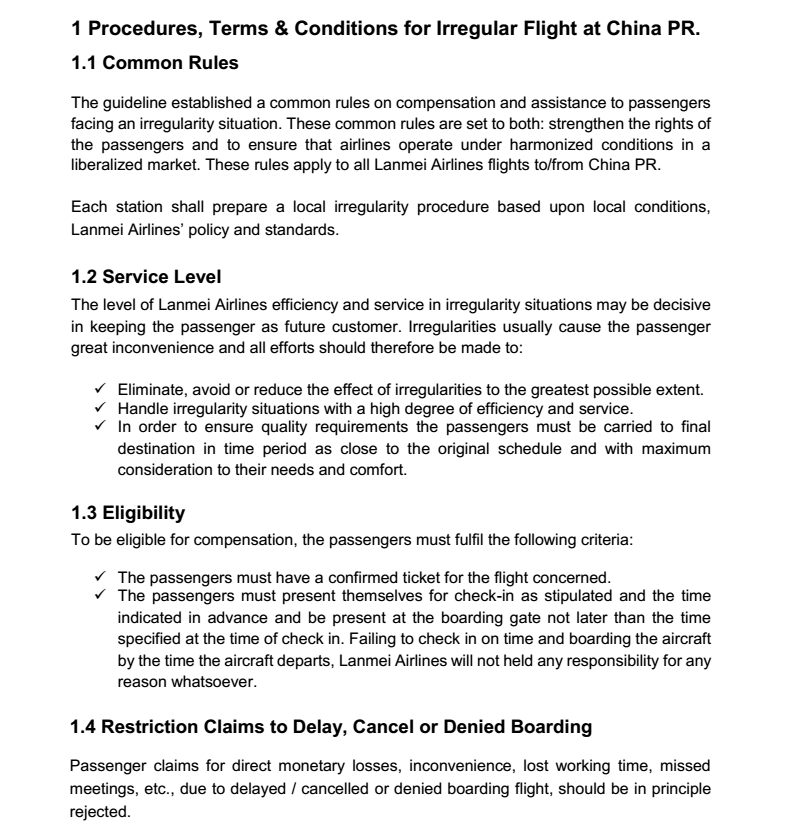 1 Procedures, Terms & Conditions for Irregular Flight at China PR.
1.1 Common Rules
The guideline established a common rules on compensation and assistance to passengers
facing an irregularity situation. These common rules are set to both: strengthen the rights of
the passengers and to ensure that airlines operate under harmonized conditions in a
liberalized market. These rules apply to all Lanmei Airlines flights to/from China PR.
Each station shall prepare a local irregularity procedure based upon local conditions,
Lanmei Airlines' policy and standards.
1.2 Service Level
The level of Lanmei Airlines efficiency and service in irregularity situations may be decisive
in keeping the passenger as future customer. Irregularities usually cause the passenger
great inconvenience and all efforts should therefore be made to:
✓ Eliminate, avoid or reduce the effect of irregularities to the greatest possible extent.
✓ Handle irregularity situations with a high degree of efficiency and service.
✓ In order to ensure quality requirements the passengers must be carried to final
destination in time period as close to the original schedule and with maximum
consideration to their needs and comfort.
1.3 Eligibility
To be eligible for compensation, the passengers must fulfil the following criteria:
✓ The passengers must have a confirmed ticket for the flight concerned.
✓ The passengers must present themselves for check-in as stipulated and the time
indicated in advance and be present at the boarding gate not later than the time
specified at the time of check in. Failing to check in on time and boarding the aircraft
by the time the aircraft departs, Lanmei Airlines will not held any responsibility for any
reason whatsoever.
1.4 Restriction Claims to Delay, Cancel or Denied Boarding
Passenger claims for direct monetary losses, inconvenience, lost working time, missed
meetings, etc., due to delayed / cancelled or denied boarding flight, should be in principle
rejected.